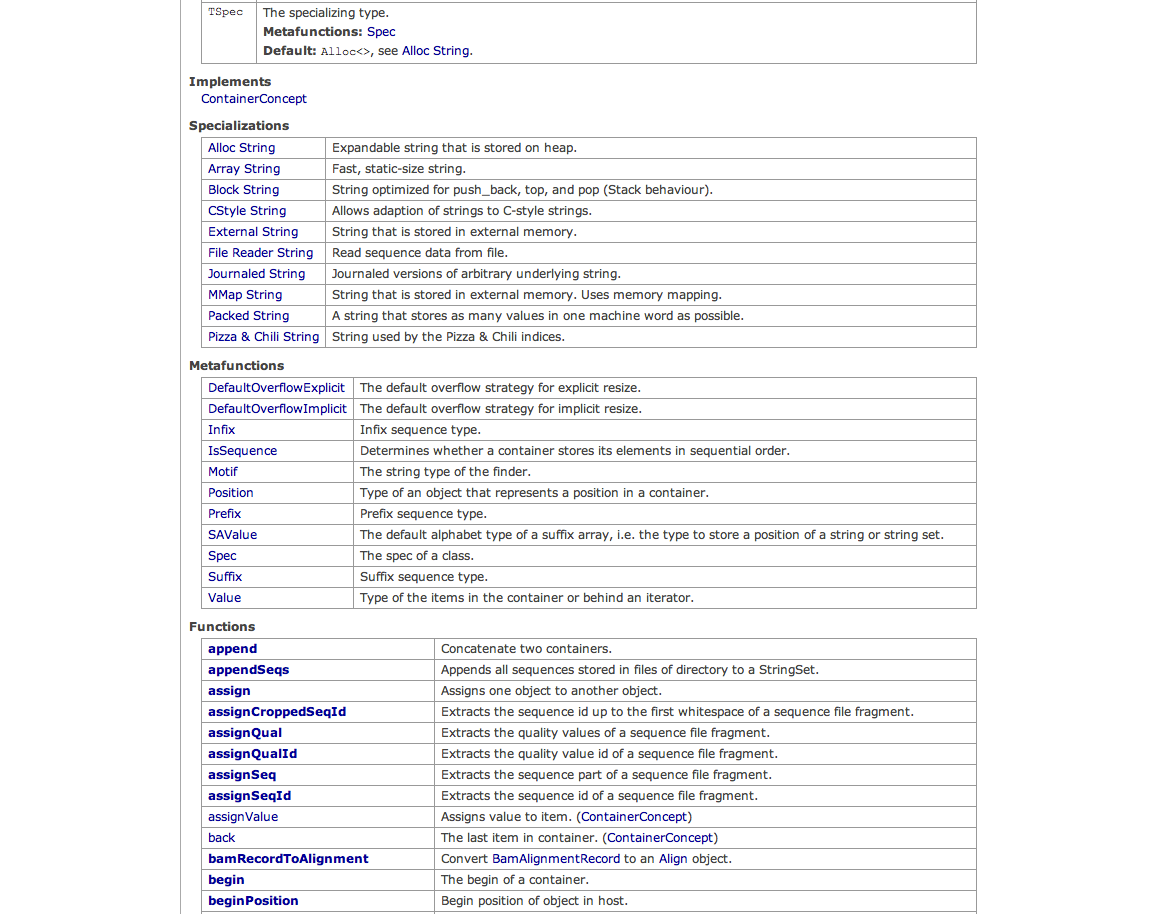 TSpec The specializing type.
Metafunctions: Spec
Default: Alloc<>, see Alloc String.
Implements
ContainerConcept
Specializations
Alloc String Expandable string that is stored on heap.
Array String Fast, static-size string.
Block String String optimized for push_back, top, and pop (Stack behaviour).
CStyle String Allows adaption of strings to C-style strings.
External String String that is stored in external memory.
File Reader String Read sequence data from file.
Journaled String Journaled versions of arbitrary underlying string.
MMap String String that is stored in external memory. Uses memory mapping.
Packed String A string that stores as many values in one machine word as possible.
Pizza & Chili String String used by the Pizza & Chili indices.
Metafunctions
DefaultOverflowExplicit The default overflow strategy for explicit resize.
DefaultOverflowImplicit The default overflow strategy for implicit resize.
Infix Infix sequence type.
IsSequence Determines whether a container stores its elements in sequential order.
Motif The string type of the finder.
Position Type of an object that represents a position in a container.
Prefix Prefix sequence type.
SAValue The default alphabet type of a suffix array, i.e. the type to store a position of a string or string set.
Spec The spec of a class.
Suffix Suffix sequence type.
Value Type of the items in the container or behind an iterator.
Functions
append Concatenate two containers.
appendSeqs Appends all sequences stored in files of directory to a StringSet.
assign Assigns one object to another object.
assignCroppedSeqId Extracts the sequence id up to the first whitespace of a sequence file fragment.
assignQual Extracts the quality values of a sequence file fragment.
assignQualId Extracts the quality value id of a sequence file fragment.
assignSeq Extracts the sequence part of a sequence file fragment.
assignSeqId Extracts the sequence id of a sequence file fragment.
assignValue Assigns value to item. (ContainerConcept)
back The last item in container. (ContainerConcept)
bamRecordToAlignment Convert BamAlignmentRecord to an Align object.
begin The begin of a container.
beginPosition Begin position of object in host.